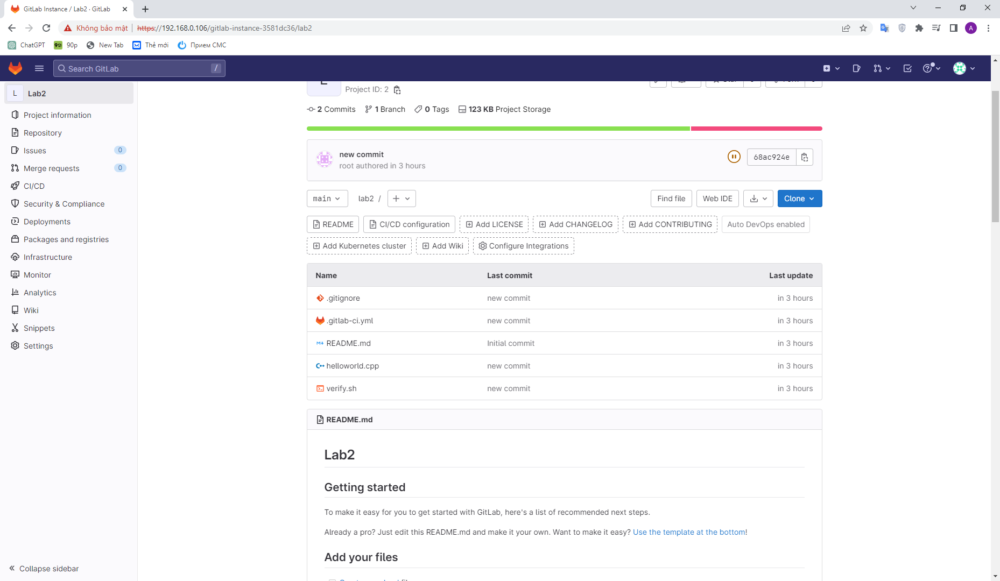 GitLab Instance / Lab2 · GitLab
Không bảo mật https://192.168.0.106/gitlab-instance-3581dc36/lab2 A
ChatGPT 90p New Tab Thẻ mới Прием СМС
Search GitLab /
L Lab2
Project information
Repository
Issues 0
Merge requests 0
CI/CD
Security & Compliance
Deployments
Packages and registries
Infrastructure
Monitor
Analytics
Wiki
Snippets
Settings
Collapse sidebar
Project ID: 2
2 Commits 1 Branch 0 Tags 123 KB Project Storage
new commit
root authored in 3 hours
68ac924e
main lab2 / + Find file Web IDE Clone
README CI/CD configuration Add LICENSE Add CHANGELOG Add CONTRIBUTING Auto DevOps enabled
Add Kubernetes cluster Add Wiki Configure Integrations
Name Last commit Last update
.gitignore new commit in 3 hours
.gitlab-ci.yml new commit in 3 hours
README.md Initial commit in 3 hours
helloworld.cpp new commit in 3 hours
verify.sh new commit in 3 hours
README.md
Lab2
Getting started
To make it easy for you to get started with GitLab, here's a list of recommended next steps.
Already a pro? Just edit this README.md and make it your own. Want to make it easy? Use the template at the bottom!
Add your files